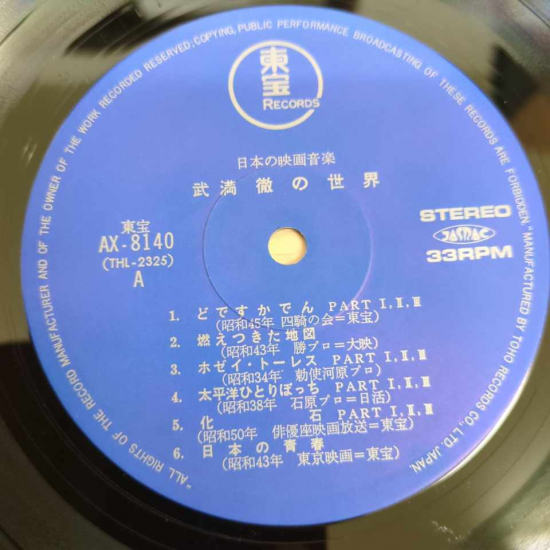 "ALL RIGHTS OF THE RECORD MANUFACTURER AND OF THE OWNER OF THE WORK RECORDED RESERVED; COPYING, PUBLIC PERFORMANCE BROADCASTING OF THESE RECORDS ARE FORBIDDEN." MANUFACTURED BY TOHO RECORDS CO., LTD. JAPAN.
東宝
RECORDS
日本の映画音楽
武満 徹の世界
東宝
AX-8140
(THL-2325)
A
STEREO
JASRAC
33RPM
1. どですかでん PART I,Ⅱ,Ⅲ
(昭和45年 四騎の会=東宝)
2. 燃えつきた地図
(昭和43年 勝プロ=大映)
3. ホゼイ・トーレス PART I,Ⅱ,Ⅲ
(昭和34年 勅使河原プロ)
4. 太平洋ひとりぼっち PART I,Ⅱ,Ⅲ
(昭和38年 石原プロ=日活)
5. 化 石 PART I,Ⅱ,Ⅲ
(昭和50年 俳優座映画放送=東宝)
6. 日本の青春
(昭和43年 東京映画=東宝)